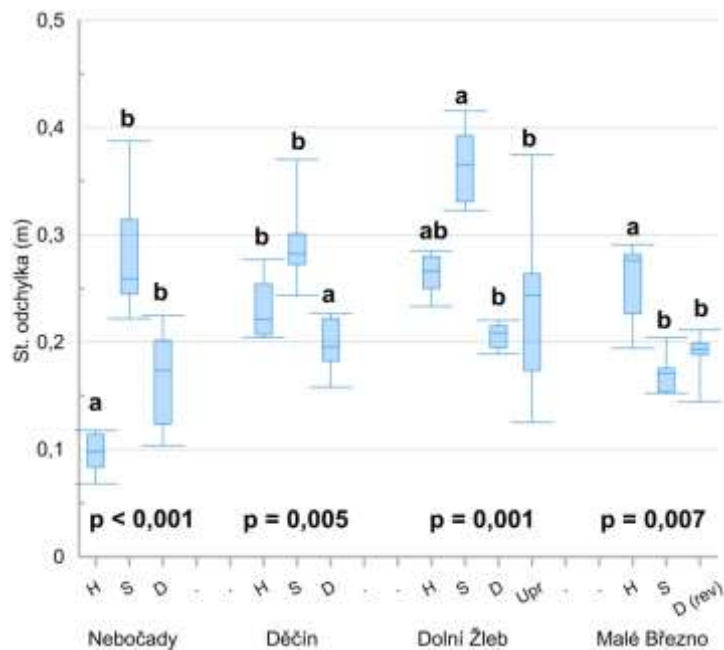 0,5
0,4
0,3
0,2
0,1
0
St. odchylka (m)
b
b
a
b
a
b
ab
a
b
b
a
b
b
p < 0,001 p = 0,005 p = 0,001 p = 0,007
H S D . . H S D . . H S D Upr . . H S D (rev)
Nebočady Děčín Dolní Žleb Malé Březno